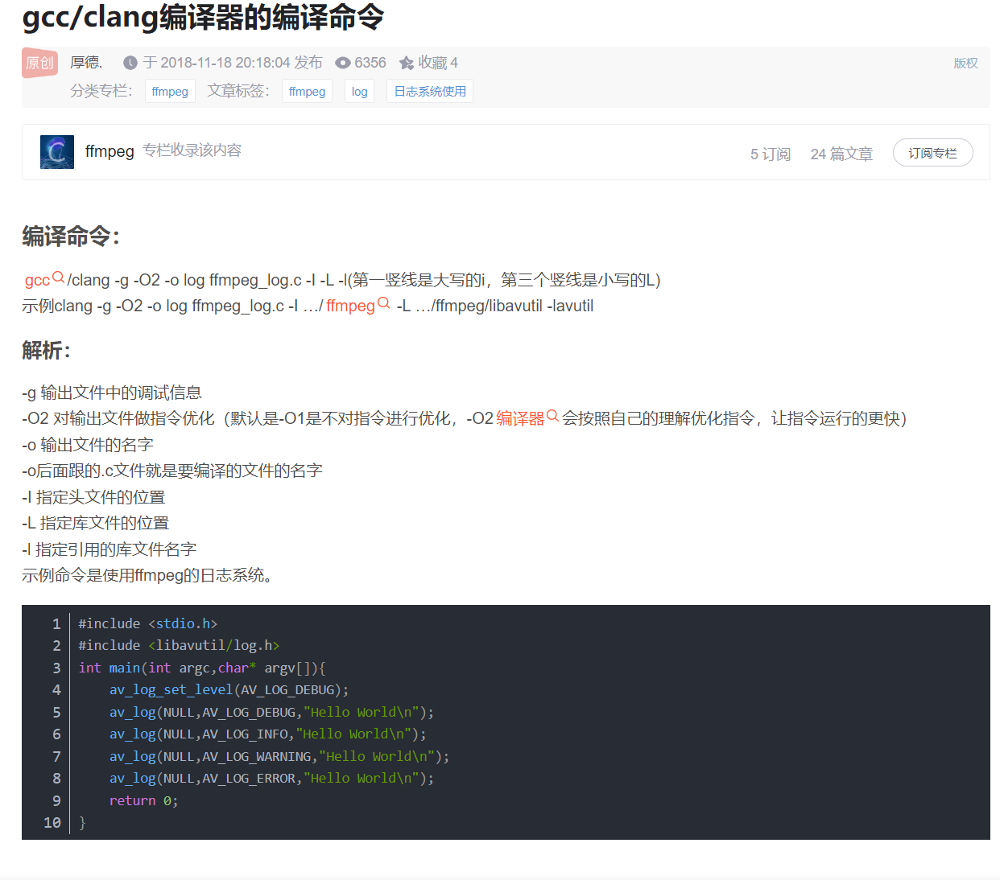 gcc/clang编译器的编译命令
原创 厚德. 于 2018-11-18 20:18:04 发布 6356 收藏 4 版权
分类专栏： ffmpeg 文章标签： ffmpeg log 日志系统使用
ffmpeg 专栏收录该内容 5 订阅 24 篇文章 订阅专栏
编译命令：
gcc/clang -g -O2 -o log ffmpeg_log.c -I -L -l(第一竖线是大写的i，第三个竖线是小写的L)
示例clang -g -O2 -o log ffmpeg_log.c -I …/ffmpeg -L …/ffmpeg/libavutil -lavutil
解析：
-g 输出文件中的调试信息
-O2 对输出文件做指令优化（默认是-O1是不对指令进行优化，-O2编译器会按照自己的理解优化指令，让指令运行的更快）
-o 输出文件的名字
-o后面跟的.c文件就是要编译的文件的名字
-I 指定头文件的位置
-L 指定库文件的位置
-l 指定引用的库文件名字
示例命令是使用ffmpeg的日志系统。
1 #include <stdio.h>
2 #include <libavutil/log.h>
3 int main(int argc,char* argv[]){
4     av_log_set_level(AV_LOG_DEBUG);
5     av_log(NULL,AV_LOG_DEBUG,"Hello World\n");
6     av_log(NULL,AV_LOG_INFO,"Hello World\n");
7     av_log(NULL,AV_LOG_WARNING,"Hello World\n");
8     av_log(NULL,AV_LOG_ERROR,"Hello World\n");
9     return 0;
10 }